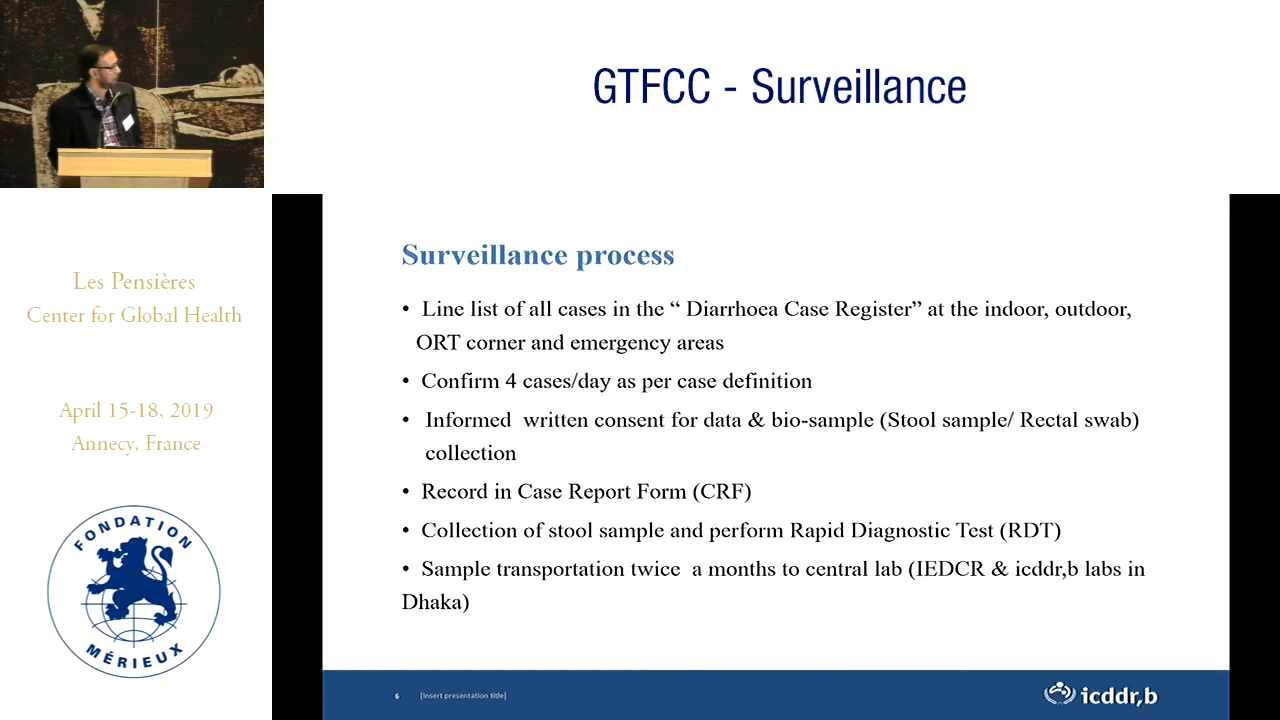 GTFCC - Surveillance
Les Pensières
Center for Global Health
April 15-18, 2019
Annecy, France
FONDATION
MÉRIEUX
Surveillance process
• Line list of all cases in the “ Diarrhoea Case Register” at the indoor, outdoor,
ORT corner and emergency areas
• Confirm 4 cases/day as per case definition
• Informed written consent for data & bio-sample (Stool sample/ Rectal swab)
collection
• Record in Case Report Form (CRF)
• Collection of stool sample and perform Rapid Diagnostic Test (RDT)
• Sample transportation twice a months to central lab (IEDCR & icddr,b labs in
Dhaka)
6 [Insert presentation title]
icddr,b